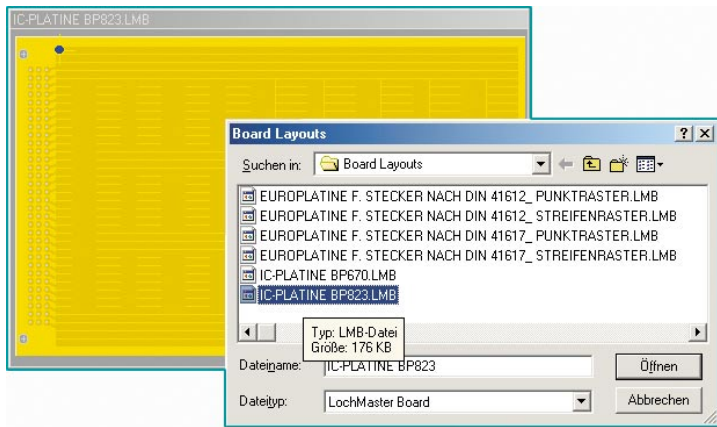 IC-PLATINE BP823.LMB
Board Layouts
Suchen in: Board Layouts
EUROPLATINE F. STECKER NACH DIN 41612_ PUNKTRASTER.LMB
EUROPLATINE F. STECKER NACH DIN 41612_ STREIFENRASTER.LMB
EUROPLATINE F. STECKER NACH DIN 41617_ PUNKTRASTER.LMB
EUROPLATINE F. STECKER NACH DIN 41617_ STREIFENRASTER.LMB
IC-PLATINE BP670.LMB
IC-PLATINE BP823.LMB
Typ: LMB-Datei
Größe: 176 KB
Dateiname: IC-PLATINE BP823 Öffnen
Dateityp: LochMaster Board Abbrechen